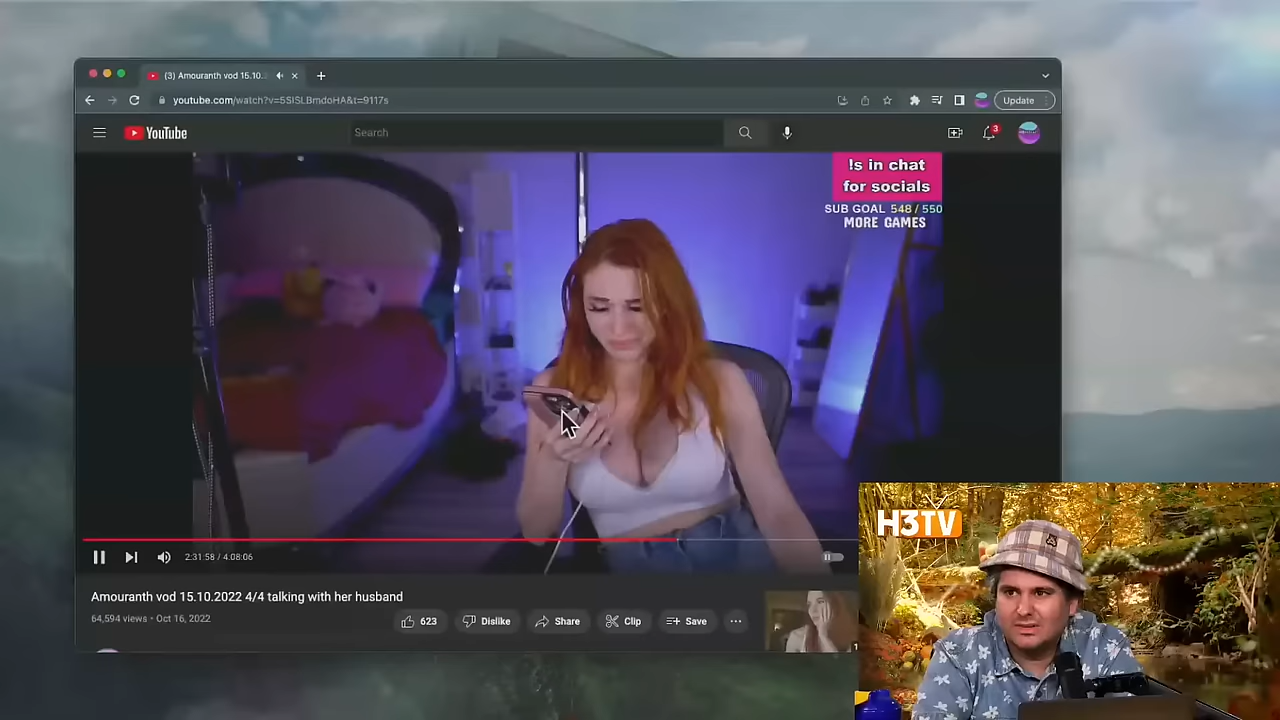 (3) Amouranth vod 15.10.
youtube.com/watch?v=5SISLBmdoHA&t=9117s
Update
YouTube
Search
3
!s in chat
for socials
SUB GOAL 548 / 550
MORE GAMES
2:31:58 / 4:08:06
Amouranth vod 15.10.2022 4/4 talking with her husband
64,594 views • Oct 16, 2022
623
Dislike
Share
Clip
Save
H3TV